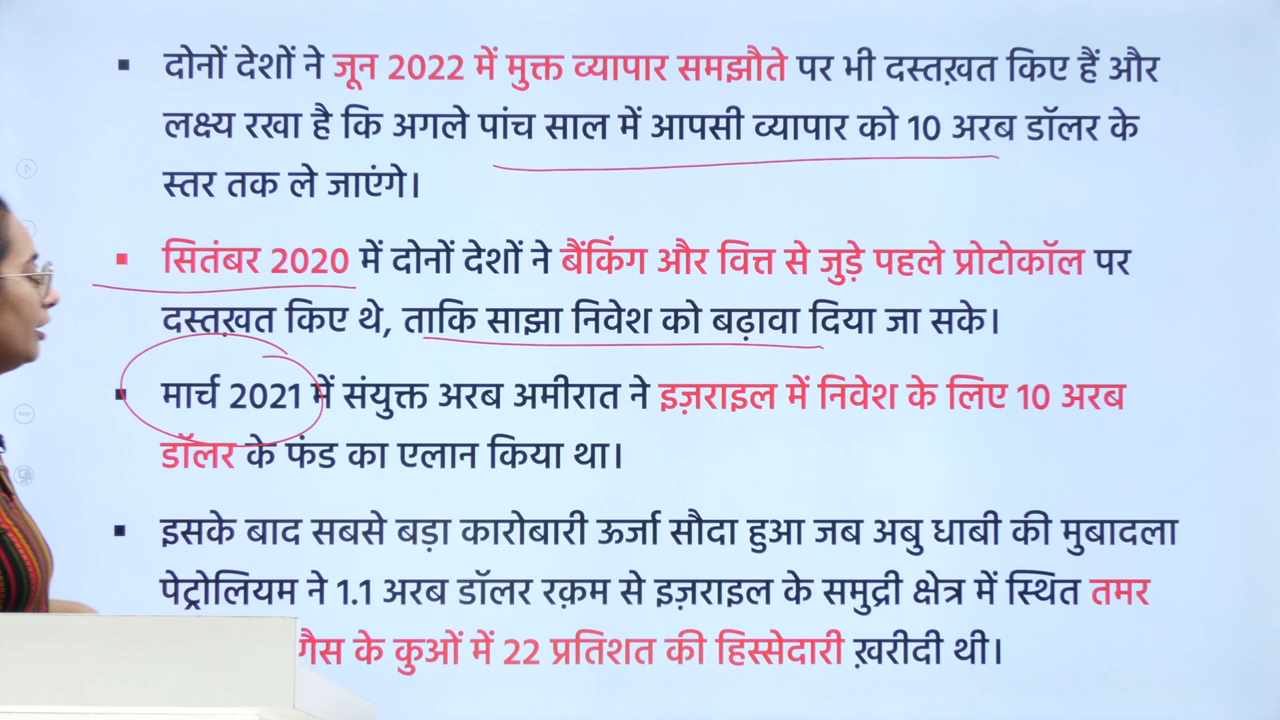 ▪ दोनों देशों ने जून 2022 में मुक्त व्यापार समझौते पर भी दस्तख़त किए हैं और
लक्ष्य रखा है कि अगले पांच साल में आपसी व्यापार को 10 अरब डॉलर के
स्तर तक ले जाएंगे।
▪ सितंबर 2020 में दोनों देशों ने बैंकिंग और वित्त से जुड़े पहले प्रोटोकॉल पर
दस्तख़त किए थे, ताकि साझा निवेश को बढ़ावा दिया जा सके।
▪ मार्च 2021 में संयुक्त अरब अमीरात ने इज़राइल में निवेश के लिए 10 अरब
डॉलर के फंड का एलान किया था।
▪ इसके बाद सबसे बड़ा कारोबारी ऊर्जा सौदा हुआ जब अबु धाबी की मुबादला
पेट्रोलियम ने 1.1 अरब डॉलर रक़म से इज़राइल के समुद्री क्षेत्र में स्थित तमर
गैस के कुओं में 22 प्रतिशत की हिस्सेदारी ख़रीदी थी।